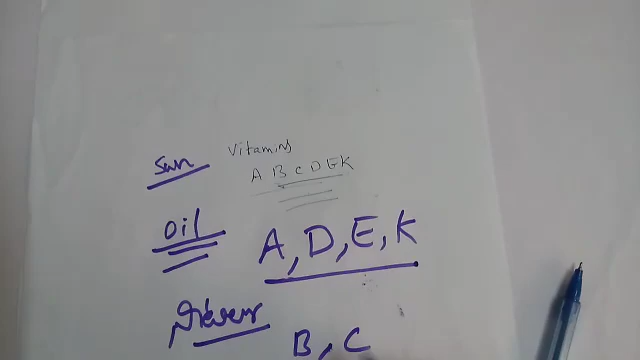 Vitamins
Sun
A B C D E K
Oil
A, D, E, K
B, C